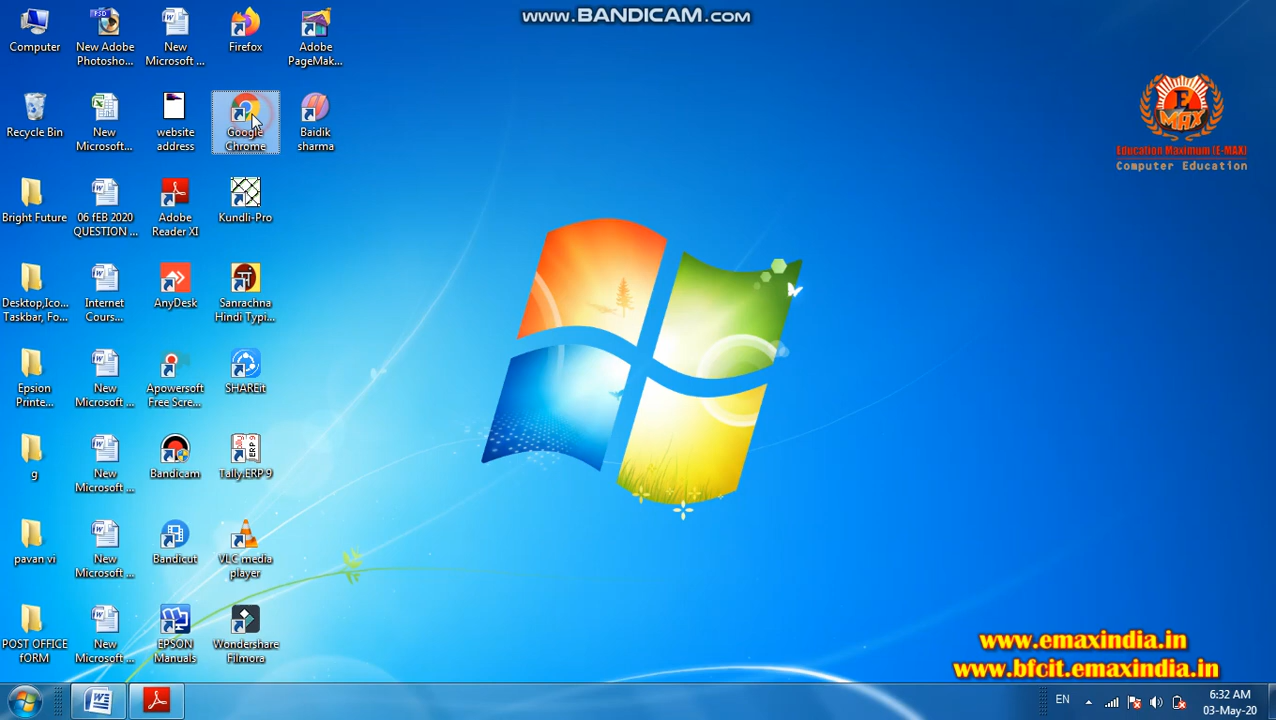 www.BANDICAM.com
Computer
New Adobe
Photosho...
New
Microsoft ...
Firefox
Adobe
PageMak...
Recycle Bin
New
Microsoft...
website
address
Google
Chrome
Baidik
sharma
Bright Future
06 fEB 2020
QUESTION ...
Adobe
Reader XI
Kundli-Pro
Desktop,Ico...
Taskbar, Fo...
Internet
Cours...
AnyDesk
Sanrachna
Hindi Typi...
Epsion
Printe...
New
Microsoft ...
Apowersoft
Free Scre...
SHAREit
g
New
Microsoft ...
Bandicam
Tally.ERP 9
pavan vi
New
Microsoft ...
Bandicut
VLC media
player
POST OFFICE
fORM
New
Microsoft ...
EPSON
Manuals
Wondershare
Filmora
E
MAX
Education Maximum (E-MAX)
Computer Education
www.emaxindia.in
www.bfcit.emaxindia.in
EN
6:32 AM
03-May-20